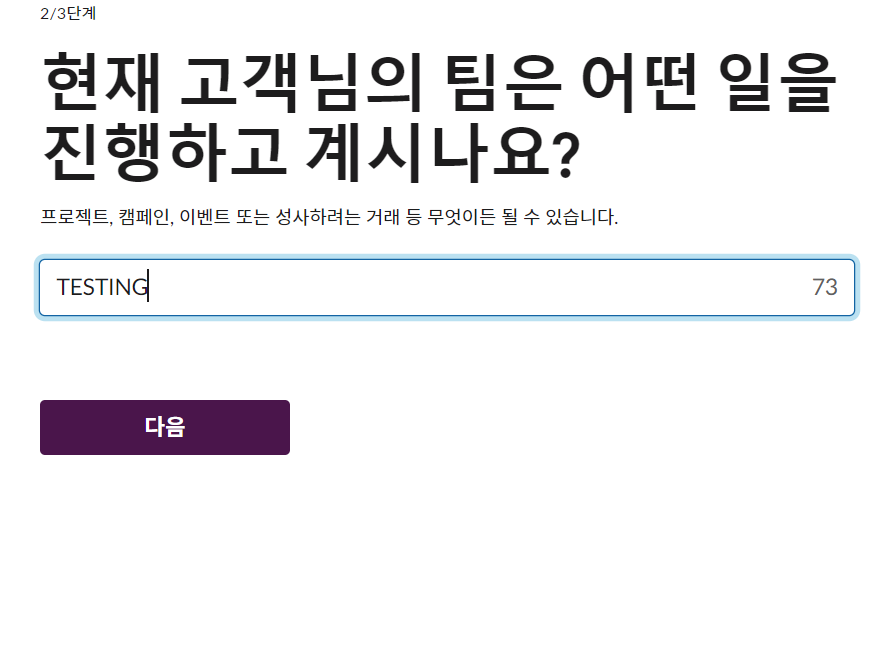 2/3단계
현재 고객님의 팀은 어떤 일을
진행하고 계시나요?
프로젝트, 캠페인, 이벤트 또는 성사하려는 거래 등 무엇이든 될 수 있습니다.
TESTING 73
다음